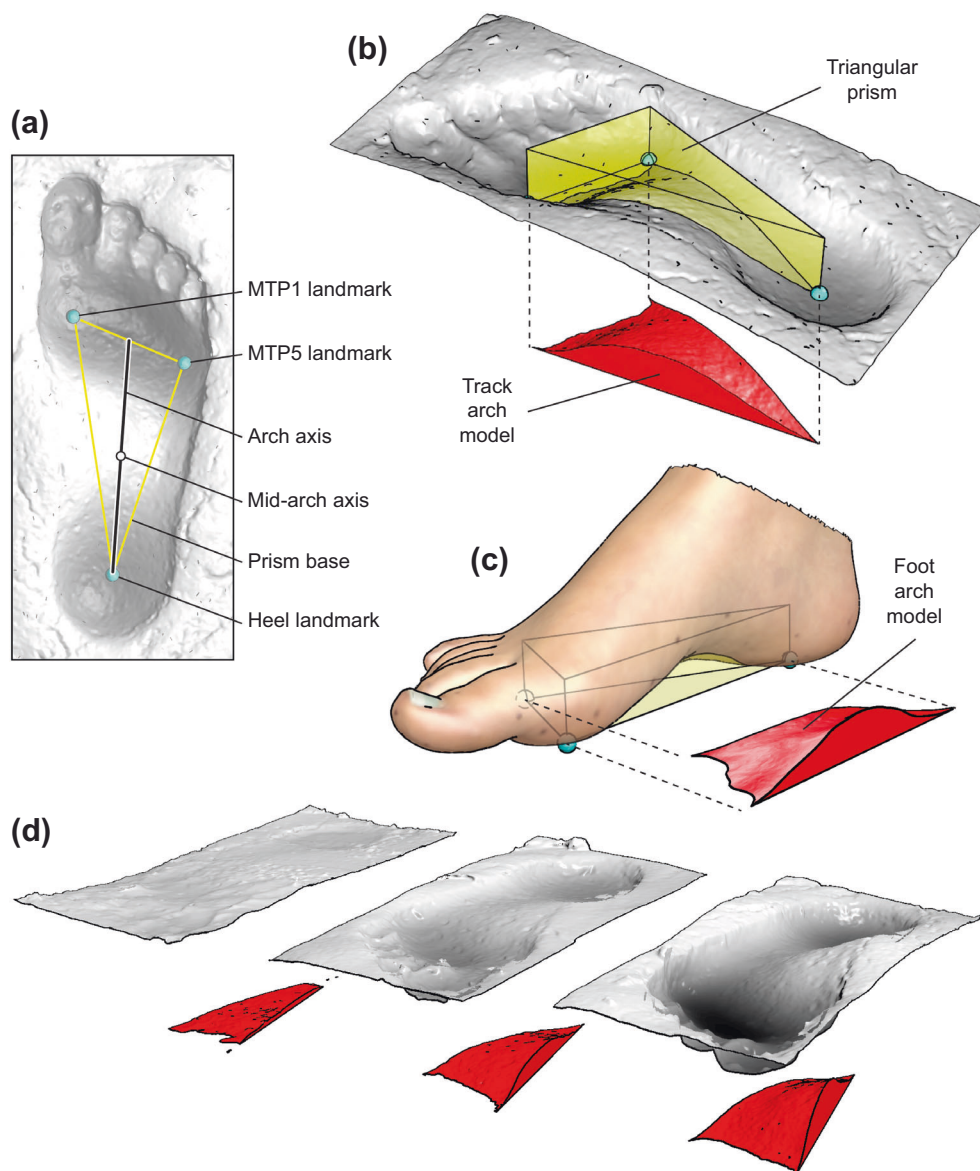 (a)
MTP1 landmark
MTP5 landmark
Arch axis
Mid-arch axis
Prism base
Heel landmark
(b)
Triangular
prism
Track
arch
model
(c)
Foot
arch
model
(d)